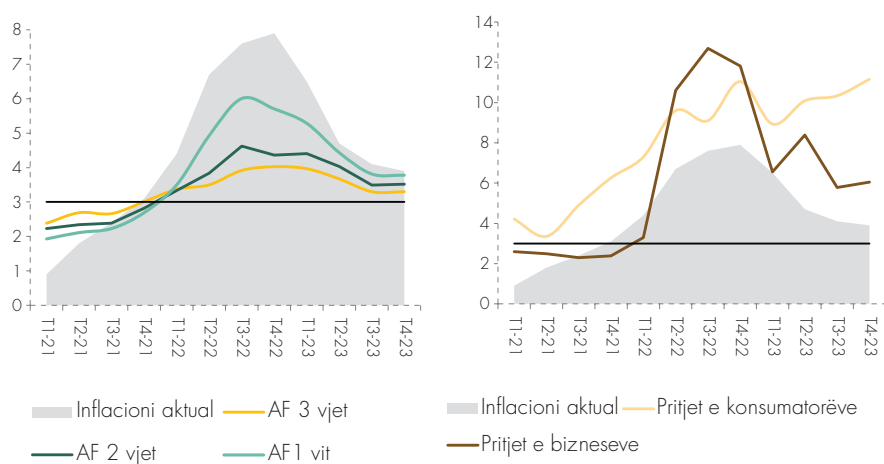 8
7
6
5
4
3
2
1
0
T1-21
T2-21
T3-21
T4-21
T1-22
T2-22
T3-22
T4-22
T1-23
T2-23
T3-23
T4-23
Inflacioni aktual
AF 3 vjet
AF 2 vjet
AF1 vit
14
12
10
8
6
4
2
0
T1-21
T2-21
T3-21
T4-21
T1-22
T2-22
T3-22
T4-22
T1-23
T2-23
T3-23
T4-23
Inflacioni aktual
Pritjet e konsumatorëve
Pritjet e bizneseve